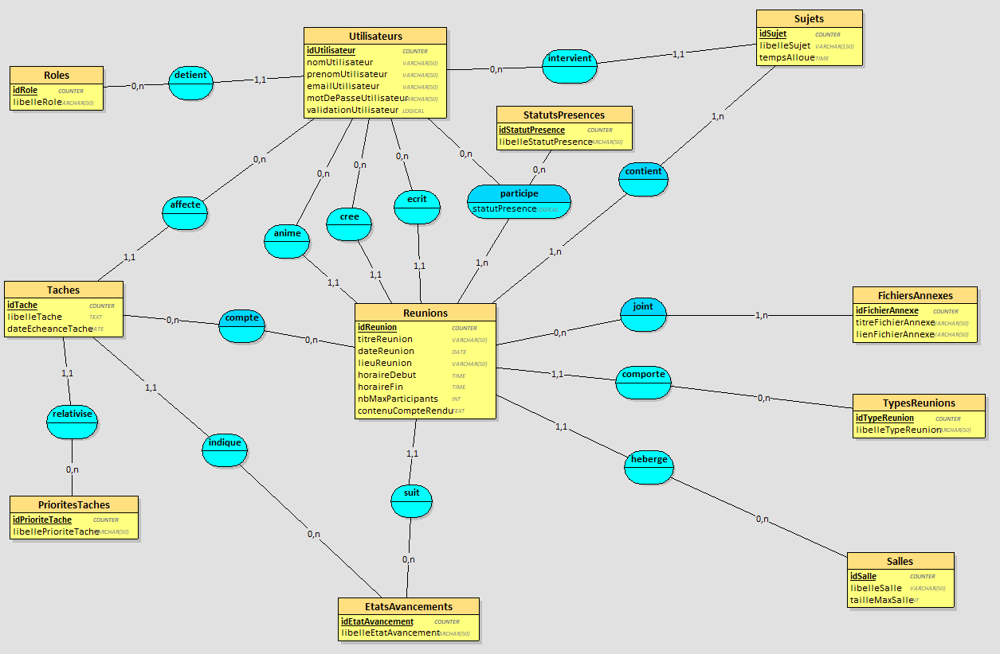 Sujets
idSujet COUNTER
libelleSujet VARCHAR(150)
tempsAlloue TIME
Utilisateurs
idUtilisateur COUNTER
nomUtilisateur VARCHAR(50)
prenomUtilisateur VARCHAR(50)
emailUtilisateur VARCHAR(50)
motDePasseUtilisateur VARCHAR(50)
validationUtilisateur LOGICAL
intervient
0,n
1,1
Roles
idRole COUNTER
libelleRole VARCHAR(50)
0,n
detient
1,1
StatutsPresences
idStatutPresence COUNTER
libelleStatutPresence VARCHAR(50)
1,n
0,n
0,n
0,n
0,n
0,n
0,n
contient
participe
statutPresence LOGICAL
affecte
anime
cree
ecrit
1,1
1,1
1,1
1,1
1,n
1,n
Taches
idTache COUNTER
libelleTache TEXT
dateEcheanceTache DATE
0,n
compte
0,n
Reunions
idReunion COUNTER
titreReunion VARCHAR(50)
dateReunion DATE
lieuReunion VARCHAR(50)
horaireDebut TIME
horaireFin TIME
nbMaxParticipants INT
contenuCompteRendu TEXT
0,n
joint
1,n
FichiersAnnexes
idFichierAnnexe COUNTER
titreFichierAnnexe VARCHAR(50)
lienFichierAnnexe VARCHAR(50)
1,1
comporte
0,n
TypesReunions
idTypeReunion COUNTER
libelleTypeReunion VARCHAR(50)
1,1
relativise
0,n
1,1
indique
0,n
1,1
heberge
0,n
1,1
suit
0,n
PrioritesTaches
idPrioriteTache COUNTER
libellePrioriteTache VARCHAR(50)
Salles
idSalle COUNTER
libelleSalle VARCHAR(50)
tailleMaxSalle INT
EtatsAvancements
idEtatAvancement COUNTER
libelleEtatAvancement VARCHAR(50)